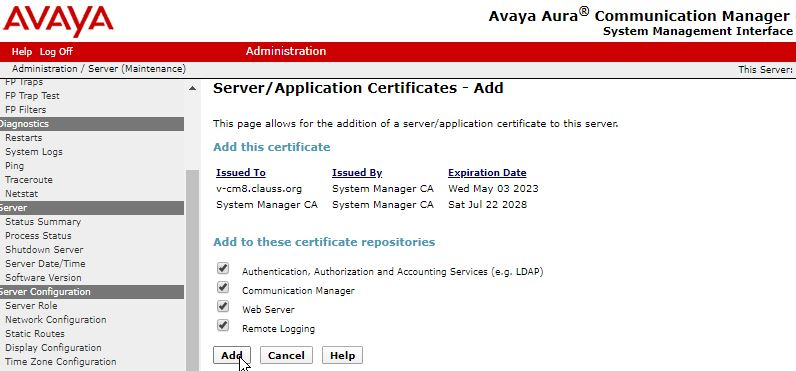 AVAYA
Avaya Aura® Communication Manager
System Management Interface
Help Log Off
Administration
Administration / Server (Maintenance)
This Server:
FP Traps
FP Trap Test
FP Filters
Diagnostics
Restarts
System Logs
Ping
Traceroute
Netstat
Server
Status Summary
Process Status
Shutdown Server
Server Date/Time
Software Version
Server Configuration
Server Role
Network Configuration
Static Routes
Display Configuration
Time Zone Configuration
Server/Application Certificates - Add
This page allows for the addition of a server/application certificate to this server.
Add this certificate
Issued To Issued By Expiration Date
v-cm8.clauss.org System Manager CA Wed May 03 2023
System Manager CA System Manager CA Sat Jul 22 2028
Add to these certificate repositories
Authentication, Authorization and Accounting Services (e.g. LDAP)
Communication Manager
Web Server
Remote Logging
Add Cancel Help